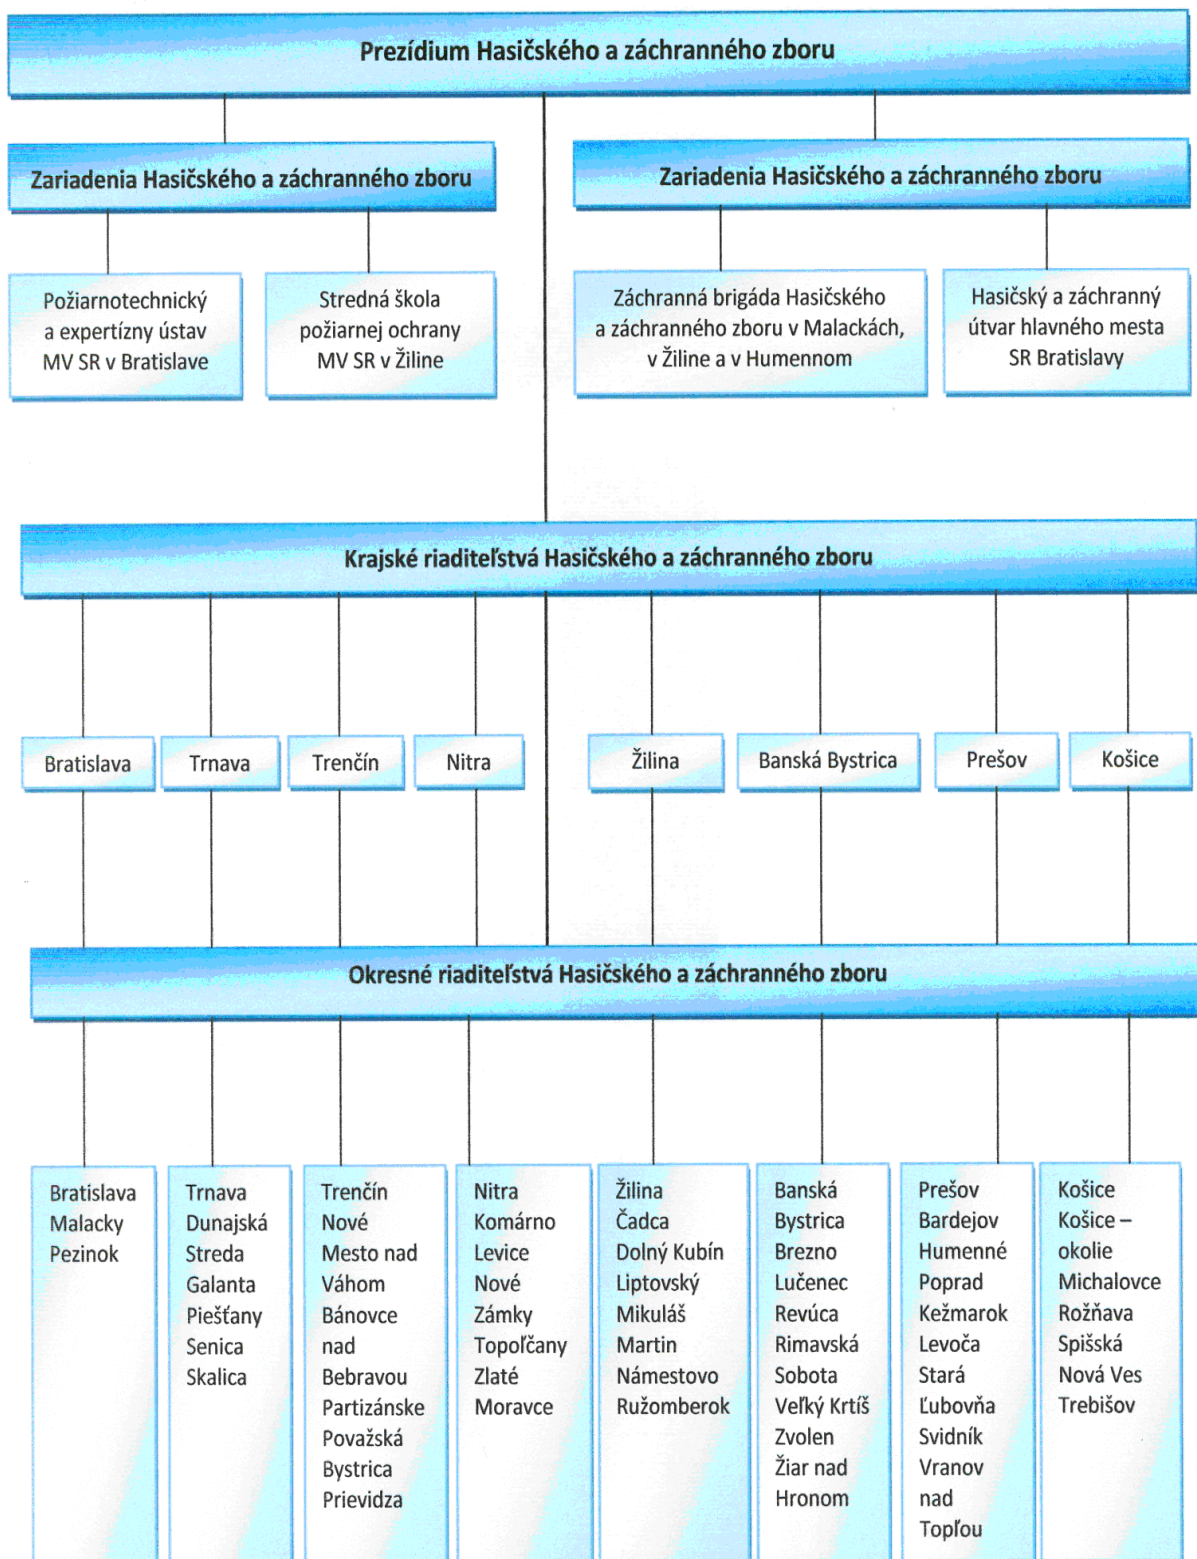 Prezídium Hasičského a záchranného zboru
Zariadenia Hasičského a záchranného zboru
Zariadenia Hasičského a záchranného zboru
Požiarnotechnický
a expertízny ústav
MV SR v Bratislave
Stredná škola
požiarnej ochrany
MV SR v Žiline
Záchranná brigáda Hasičského
a záchranného zboru v Malackách,
v Žiline a v Humennom
Hasičský a záchranný
útvar hlavného mesta
SR Bratislavy
Krajské riaditeľstvá Hasičského a záchranného zboru
Bratislava
Trnava
Trenčín
Nitra
Žilina
Banská Bystrica
Prešov
Košice
Okresné riaditeľstvá Hasičského a záchranného zboru
Bratislava
Malacky
Pezinok
Trnava
Dunajská
Streda
Galanta
Piešťany
Senica
Skalica
Trenčín
Nové
Mesto nad
Váhom
Bánovce
nad
Bebravou
Partizánske
Považská
Bystrica
Prievidza
Nitra
Komárno
Levice
Nové
Zámky
Topoľčany
Zlaté
Moravce
Žilina
Čadca
Dolný Kubín
Liptovský
Mikuláš
Martin
Námestovo
Ružomberok
Banská
Bystrica
Brezno
Lučenec
Revúca
Rimavská
Sobota
Veľký Krtíš
Zvolen
Žiar nad
Hronom
Prešov
Bardejov
Humenné
Poprad
Kežmarok
Levoča
Stará
Ľubovňa
Svidník
Vranov
nad
Topľou
Košice
Košice –
okolie
Michalovce
Rožňava
Spišská
Nová Ves
Trebišov